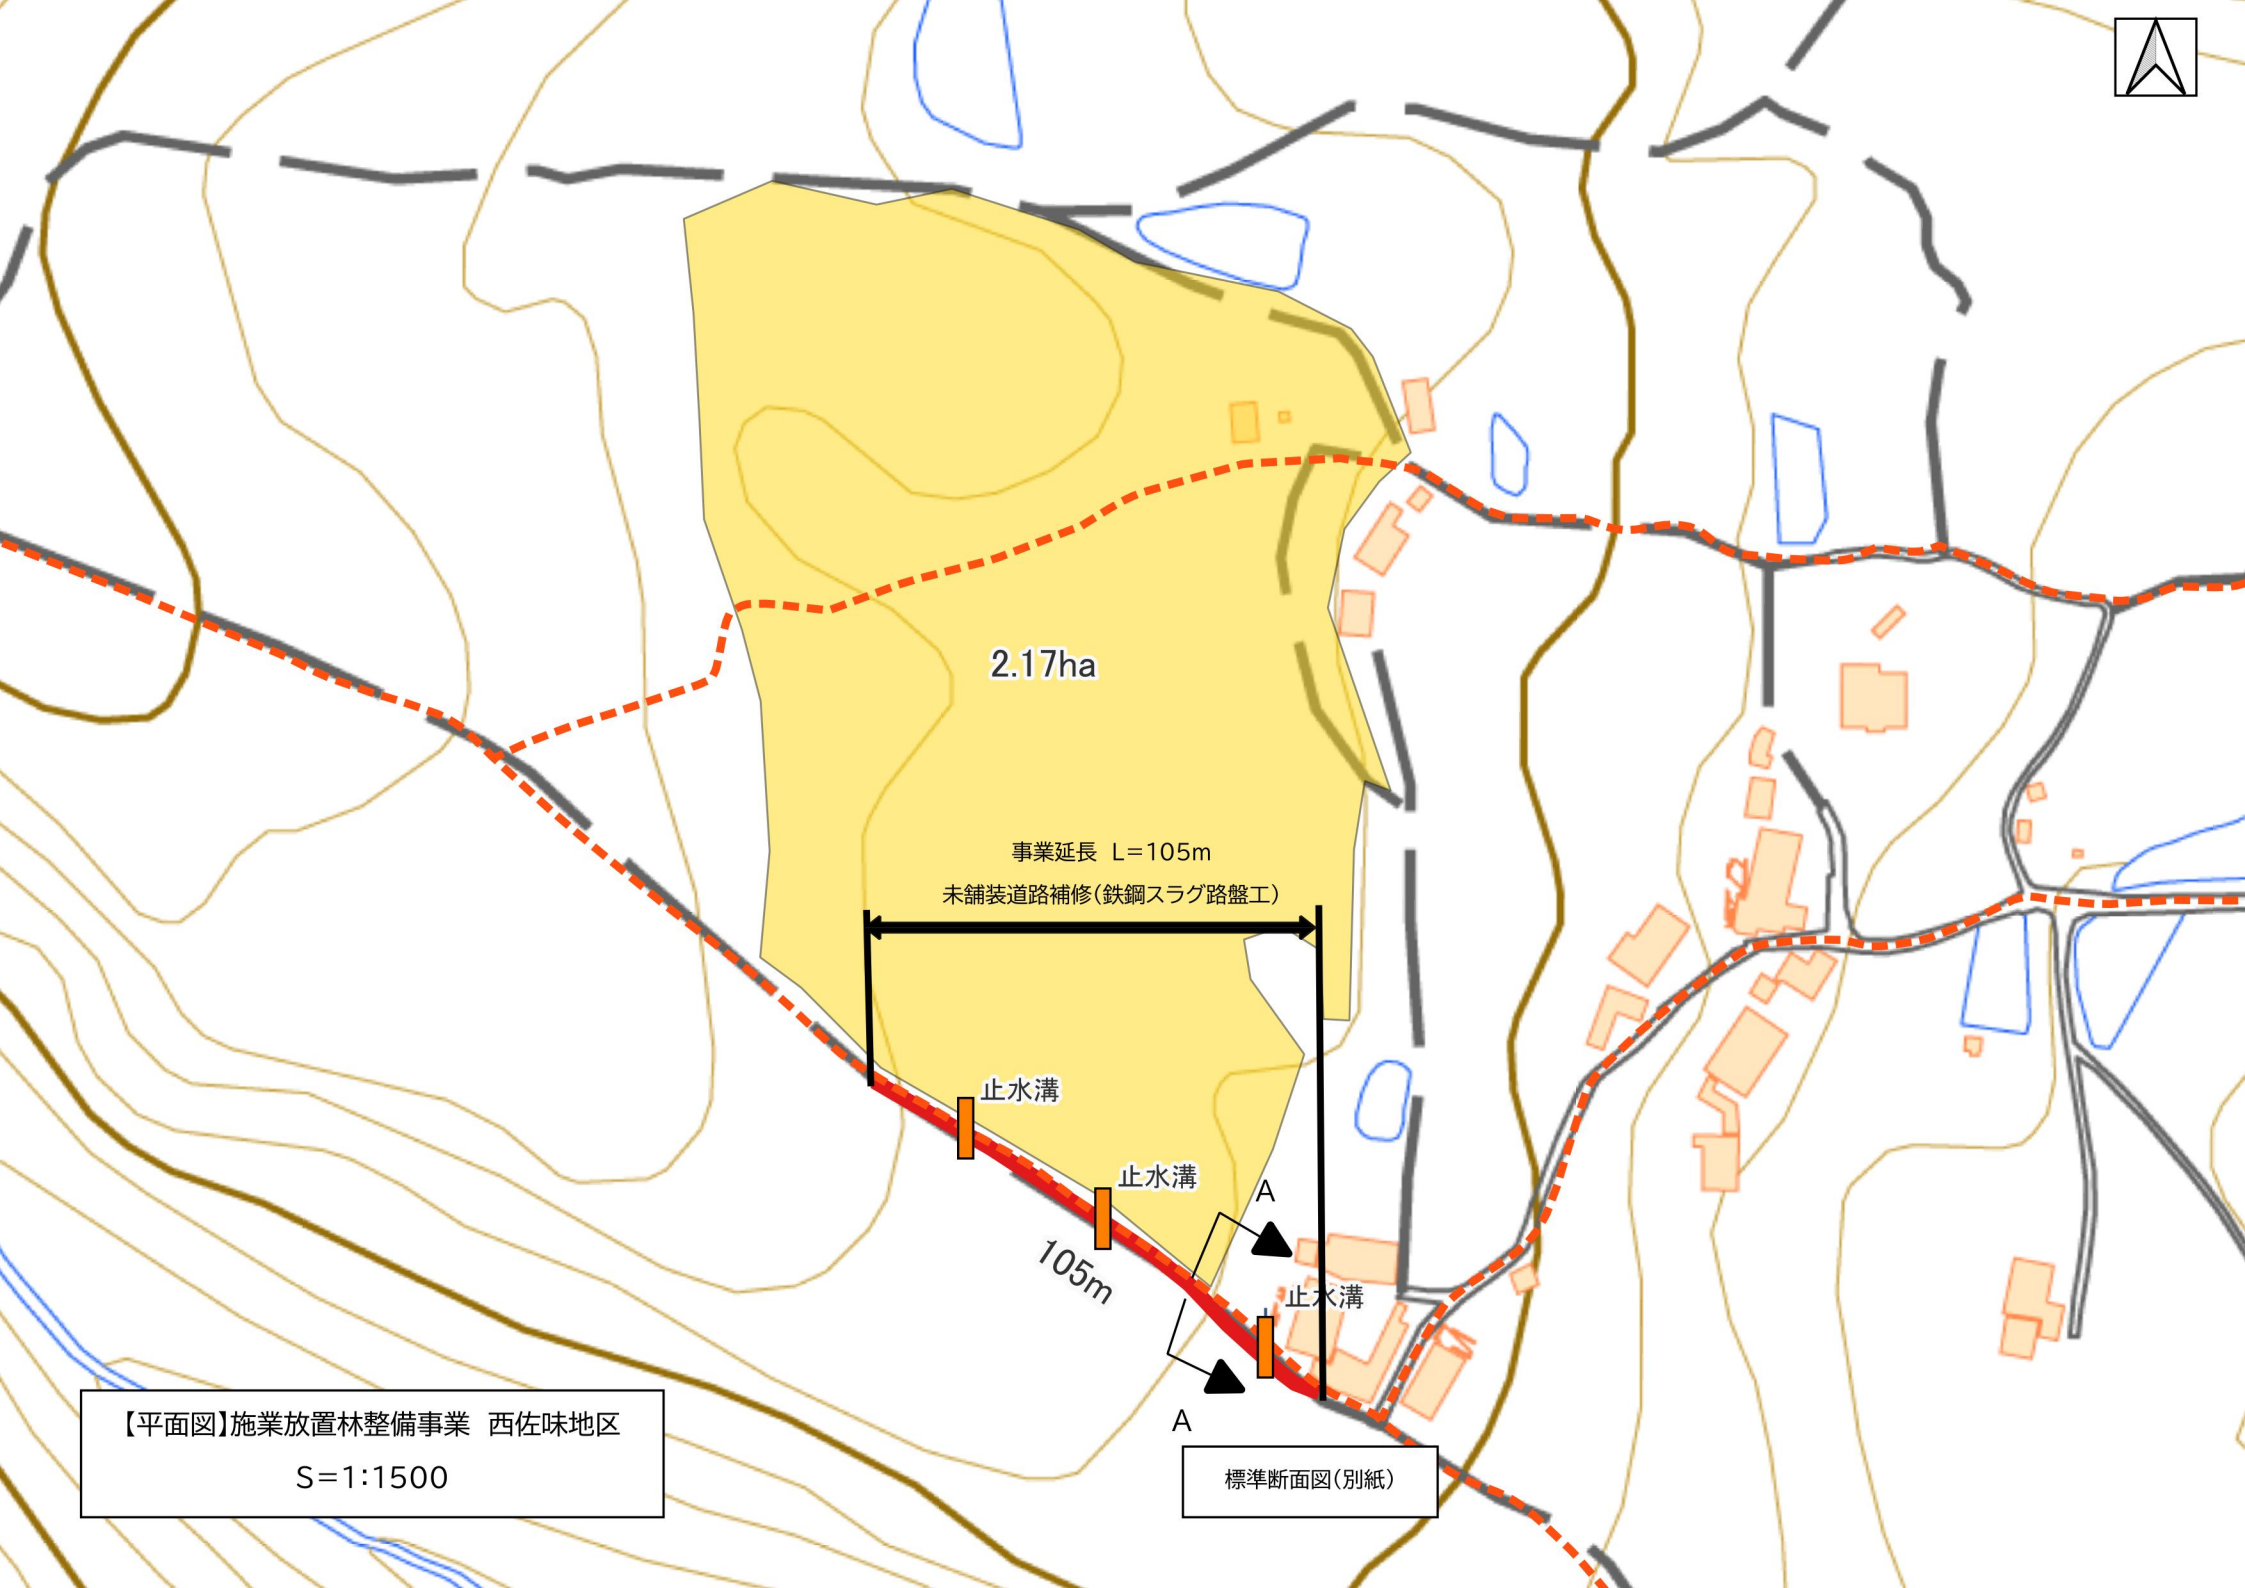 2.17ha
事業延長 L=105m
未舗装道路補修(鉄鋼スラグ路盤工)
止水溝
止水溝
A
105m
止水溝
A
【平面図】施業放置林整備事業 西佐味地区
S=1:1500
標準断面図(別紙)